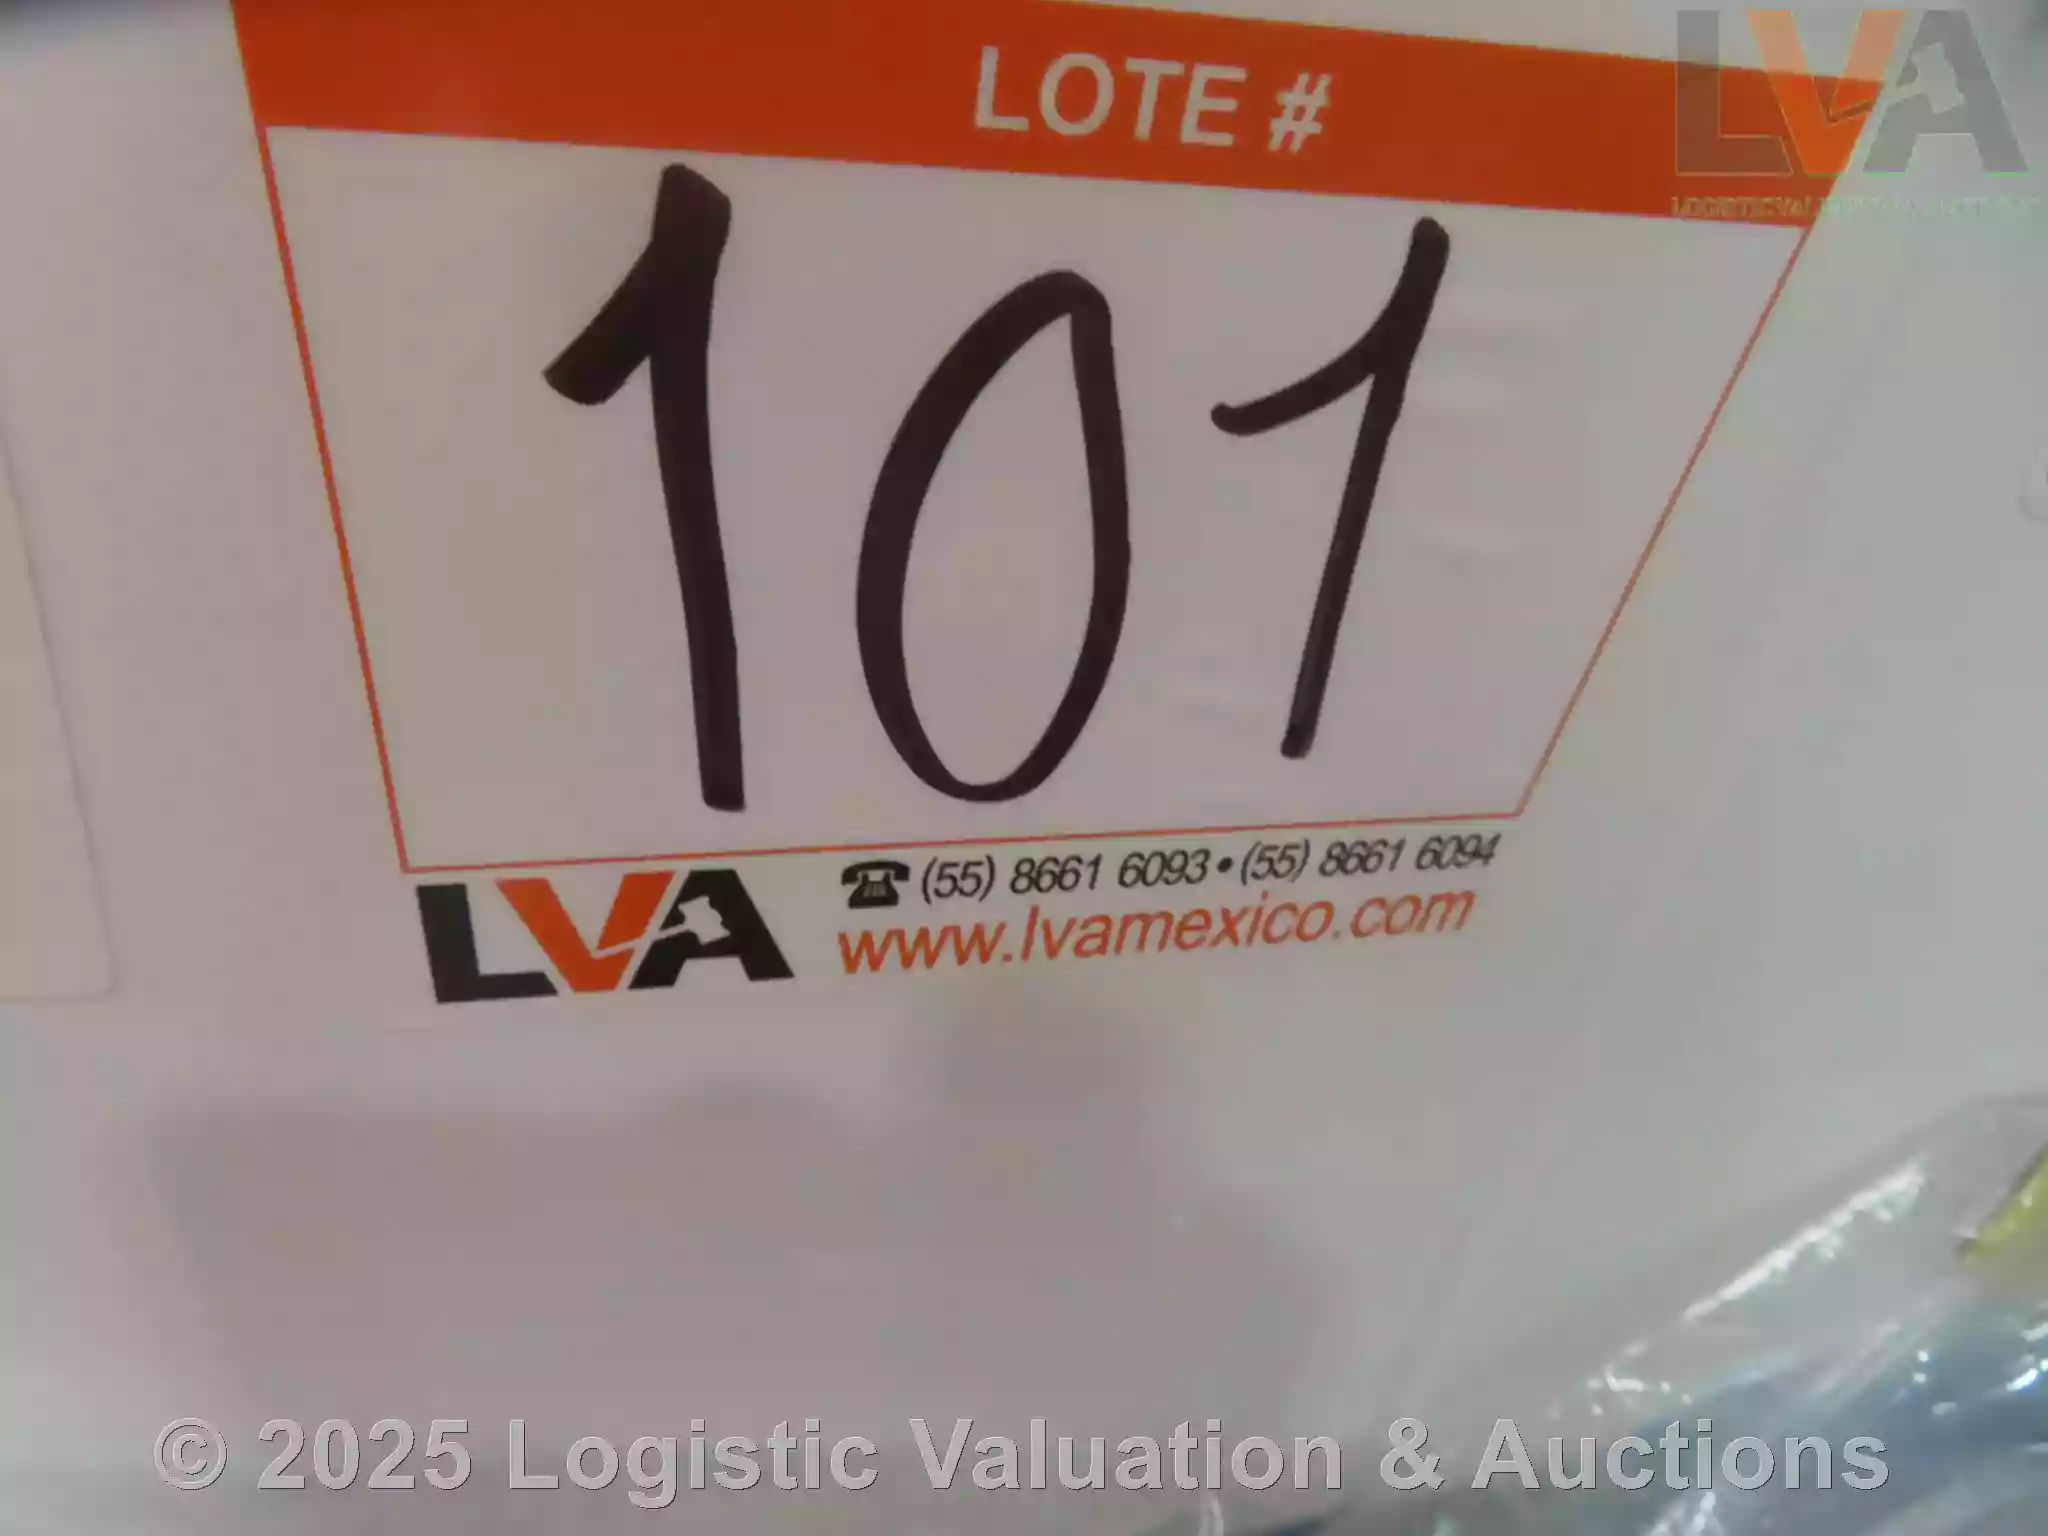 LOTE #
LVA
101
LVA
(55) 8661 6093 • (55) 8661 6094
www.lvamexico.com
© 2025 Logistic Valuation & Auctions